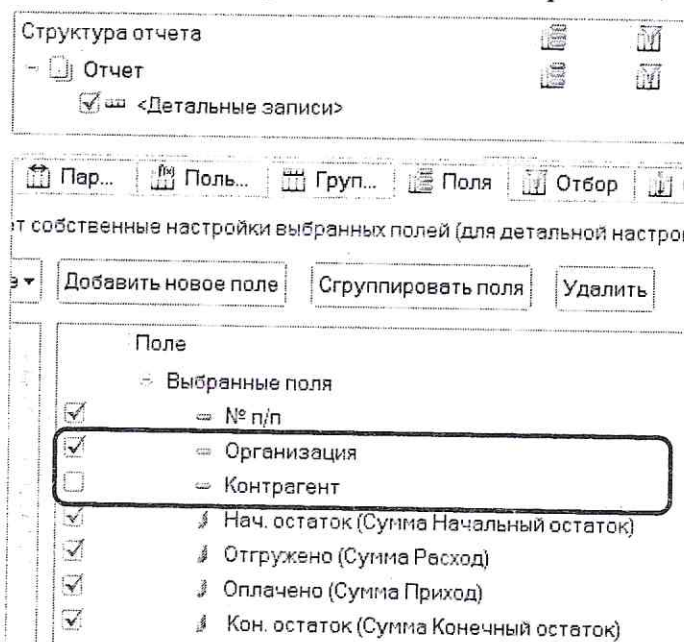 Структура отчета
Отчет
<Детальные записи>
Пар... Поль... Груп... Поля Отбор
ет собственные настройки выбранных полей (для детальной настро
Добавить новое поле Сгруппировать поля Удалить
Поле
Выбранные поля
№ п/п
Организация
Контрагент
Нач. остаток (Сумма Начальный остаток)
Отгружено (Сумма Расход)
Оплачено (Сумма Приход)
Кон. остаток (Сумма Конечный остаток)